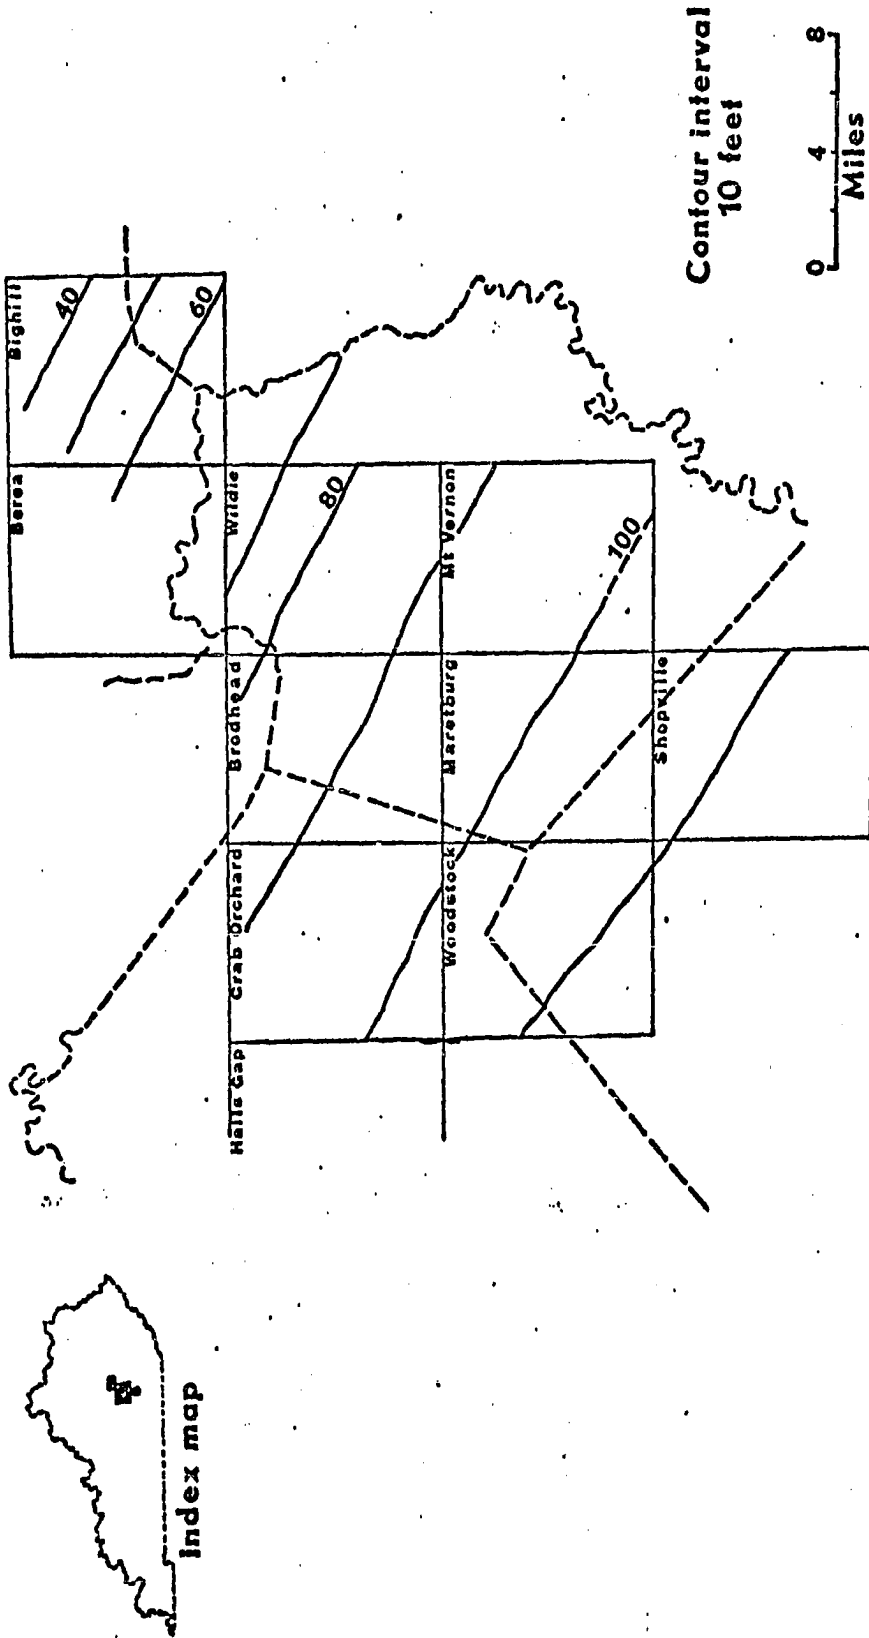 Bighill
40
60
Berea
Wildie
80
Mt Vernon
100
Brodhead
Maretburg
Shopville
Crab Orchard
Woodstock
Halls Gap
Contour interval
10 feet
0 4 8
Miles
Index map